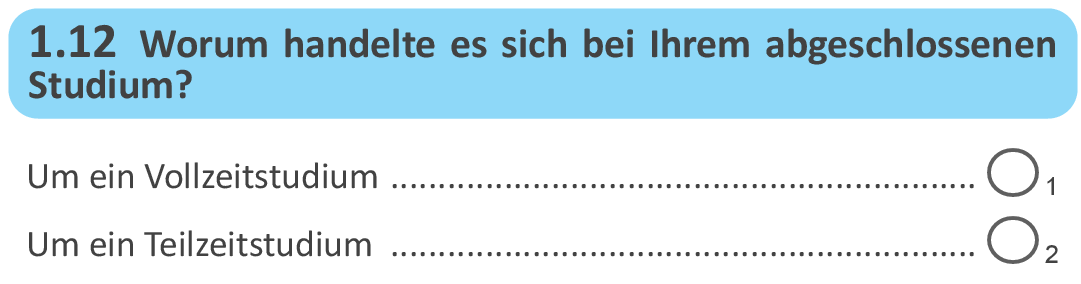 1.12 Worum handelte es sich bei Ihrem abgeschlossenen
Studium?
Um ein Vollzeitstudium .............................................................. 1
Um ein Teilzeitstudium .............................................................. 2